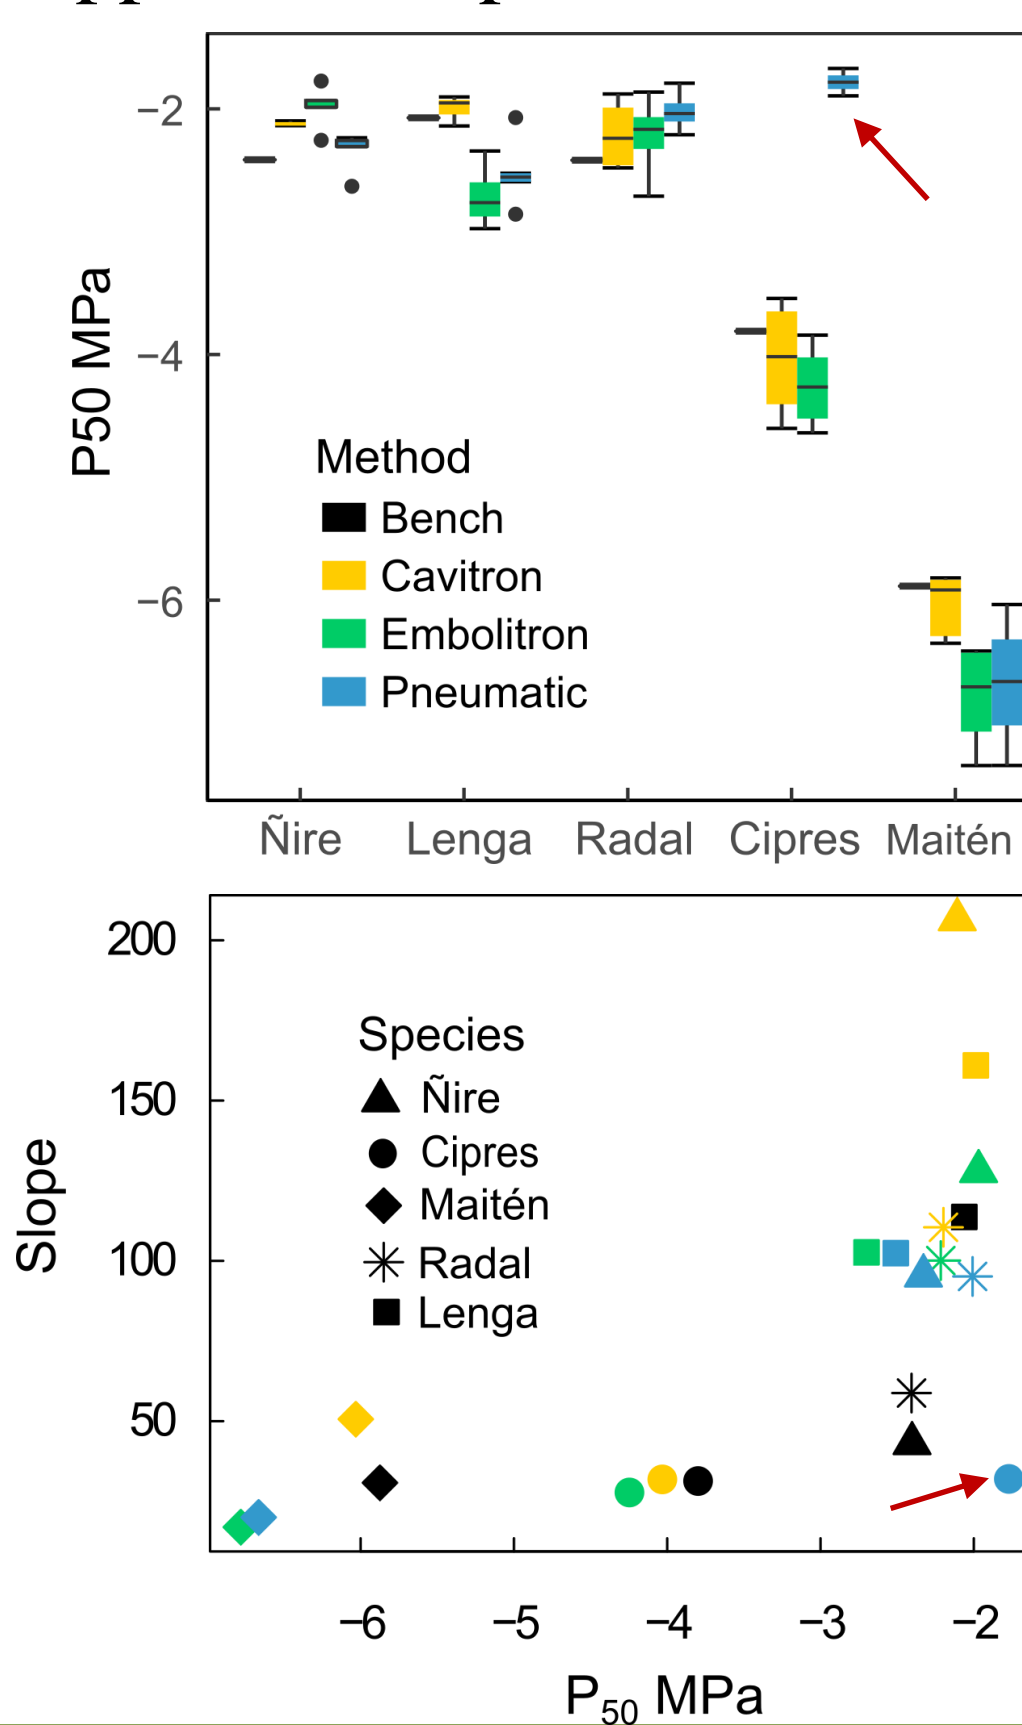 −2
−4
−6
P50 MPa
Method
Bench
Cavitron
Embolitron
Pneumatic
Ñire Lenga Radal Cipres Maitén
200
150
100
50
Slope
Species
Ñire
Cipres
Maitén
Radal
Lenga
−6 −5 −4 −3 −2
P50 MPa